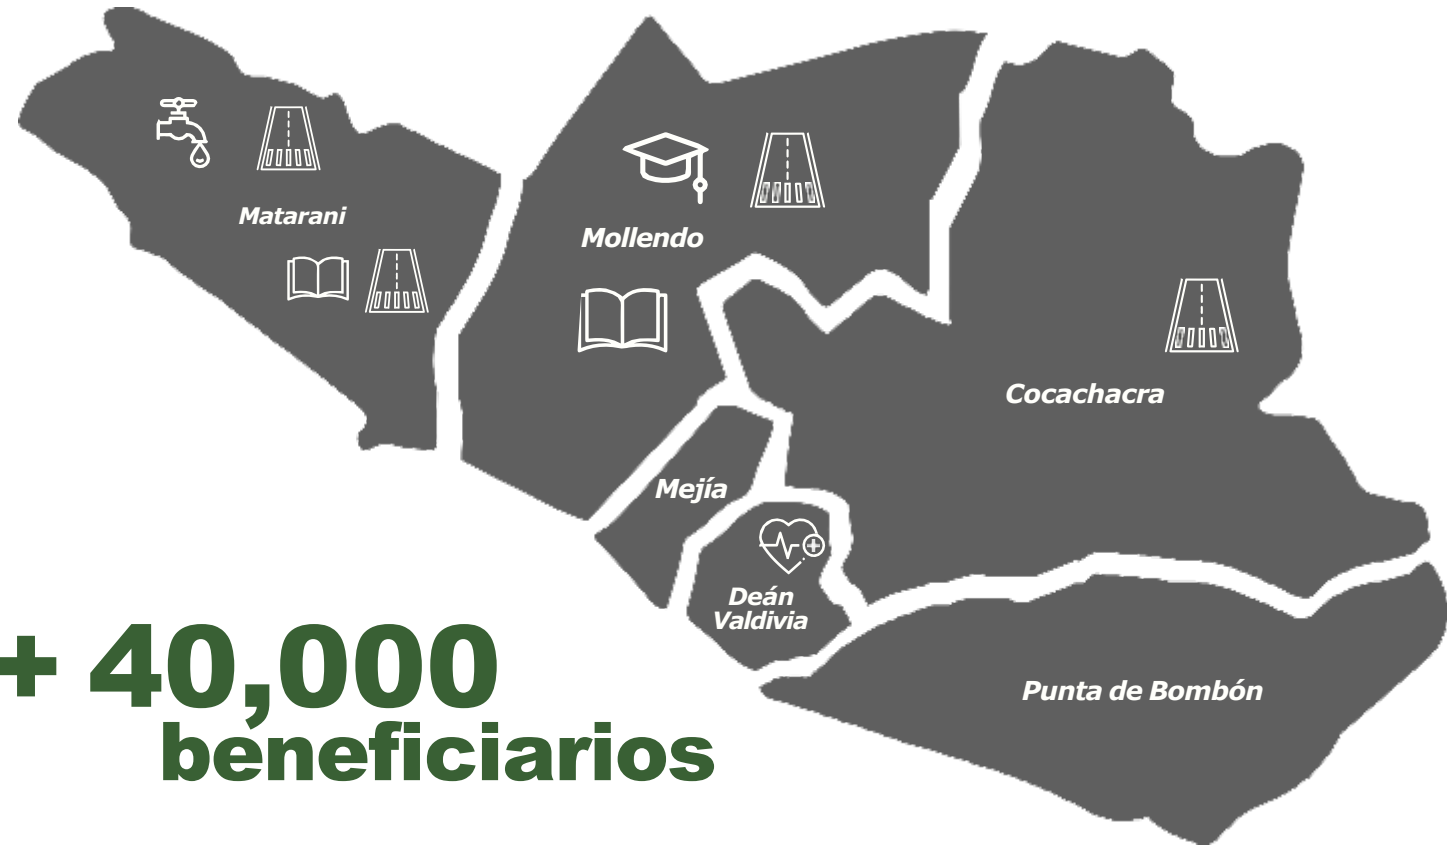 Matarani
Mollendo
Cocachacra
Mejía
Deán
Valdivia
Punta de Bombón
+ 40,000
beneficiarios